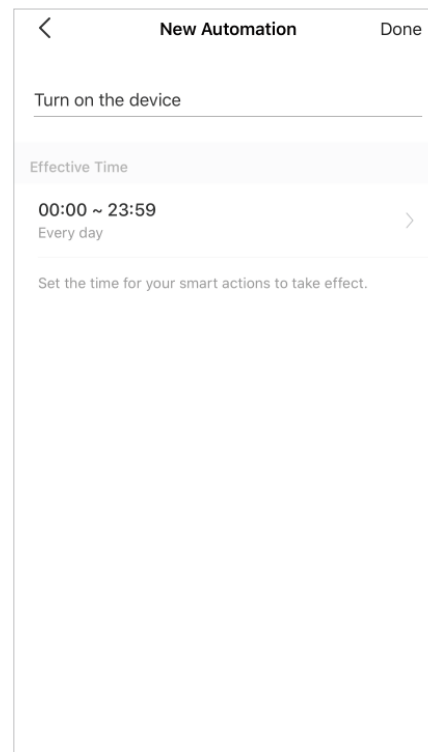 New Automation Done
Turn on the device
Effective Time
00:00 ~ 23:59
Every day
Set the time for your smart actions to take effect.